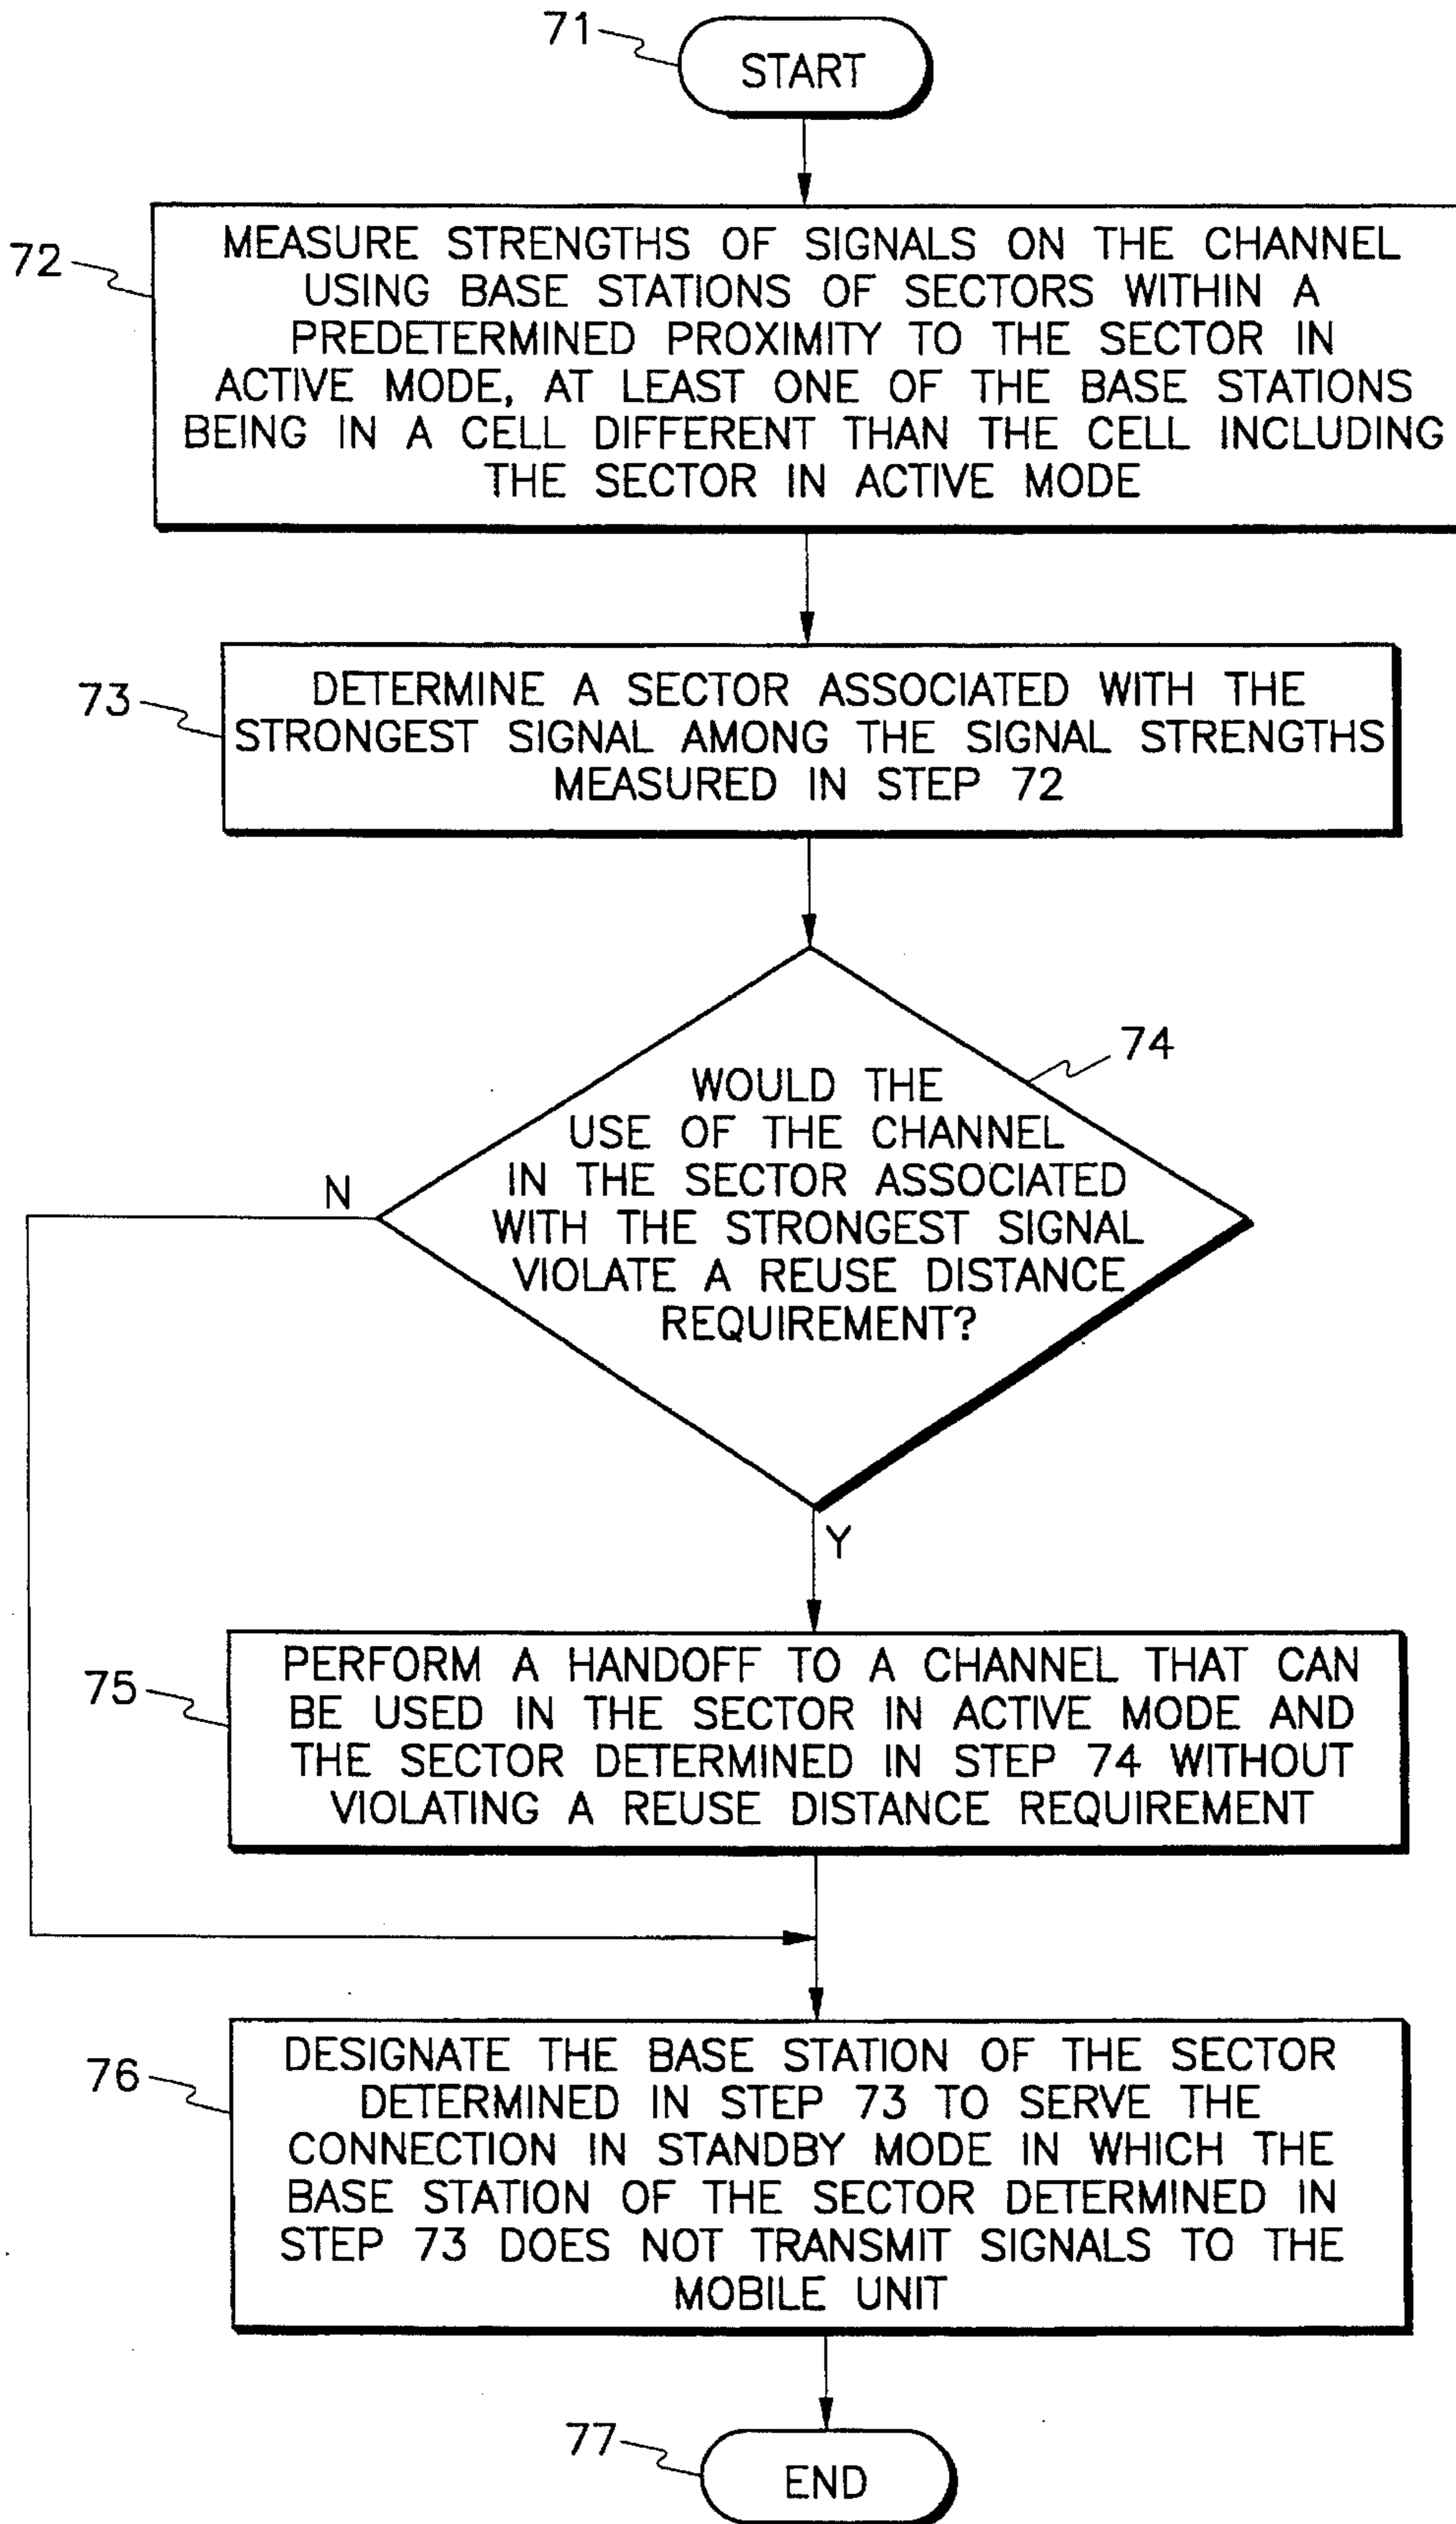 71
START
72
MEASURE STRENGTHS OF SIGNALS ON THE CHANNEL
USING BASE STATIONS OF SECTORS WITHIN A
PREDETERMINED PROXIMITY TO THE SECTOR IN
ACTIVE MODE, AT LEAST ONE OF THE BASE STATIONS
BEING IN A CELL DIFFERENT THAN THE CELL INCLUDING
THE SECTOR IN ACTIVE MODE
73
DETERMINE A SECTOR ASSOCIATED WITH THE
STRONGEST SIGNAL AMONG THE SIGNAL STRENGTHS
MEASURED IN STEP 72
74
WOULD THE
USE OF THE CHANNEL
IN THE SECTOR ASSOCIATED
WITH THE STRONGEST SIGNAL
VIOLATE A REUSE DISTANCE
REQUIREMENT?
N
Y
75
PERFORM A HANDOFF TO A CHANNEL THAT CAN
BE USED IN THE SECTOR IN ACTIVE MODE AND
THE SECTOR DETERMINED IN STEP 74 WITHOUT
VIOLATING A REUSE DISTANCE REQUIREMENT
76
DESIGNATE THE BASE STATION OF THE SECTOR
DETERMINED IN STEP 73 TO SERVE THE
CONNECTION IN STANDBY MODE IN WHICH THE
BASE STATION OF THE SECTOR DETERMINED IN
STEP 73 DOES NOT TRANSMIT SIGNALS TO THE
MOBILE UNIT
77
END